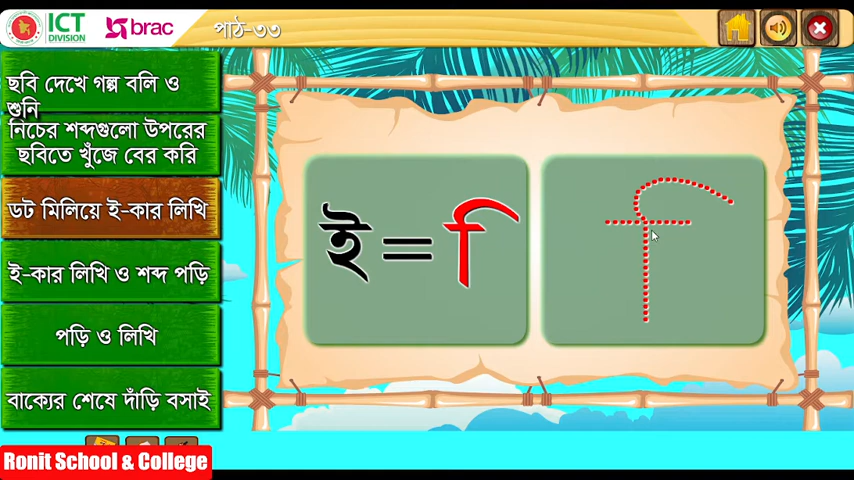 ICT
DIVISION
brac
পাঠ-৩৩
ছবি দেখে গল্প বলি ও
শুনি
নিচের শব্দগুলো উপরের
ছবিতে খুঁজে বের করি
ডট মিলিয়ে ই-কার লিখি
ই-কার লিখি ও শব্দ পড়ি
পড়ি ও লিখি
বাক্যের শেষে দাঁড়ি বসাই
ই = ি
ি
Ronit School & College